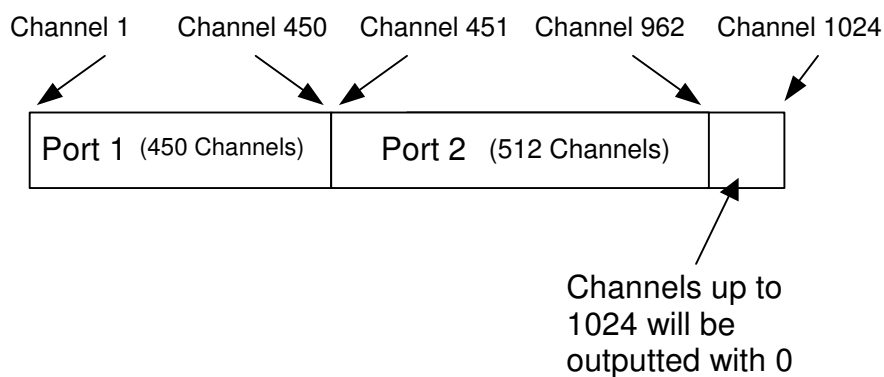 Channel 1 Channel 450 Channel 451 Channel 962 Channel 1024
Port 1 (450 Channels) Port 2 (512 Channels)
Channels up to
1024 will be
outputted with 0